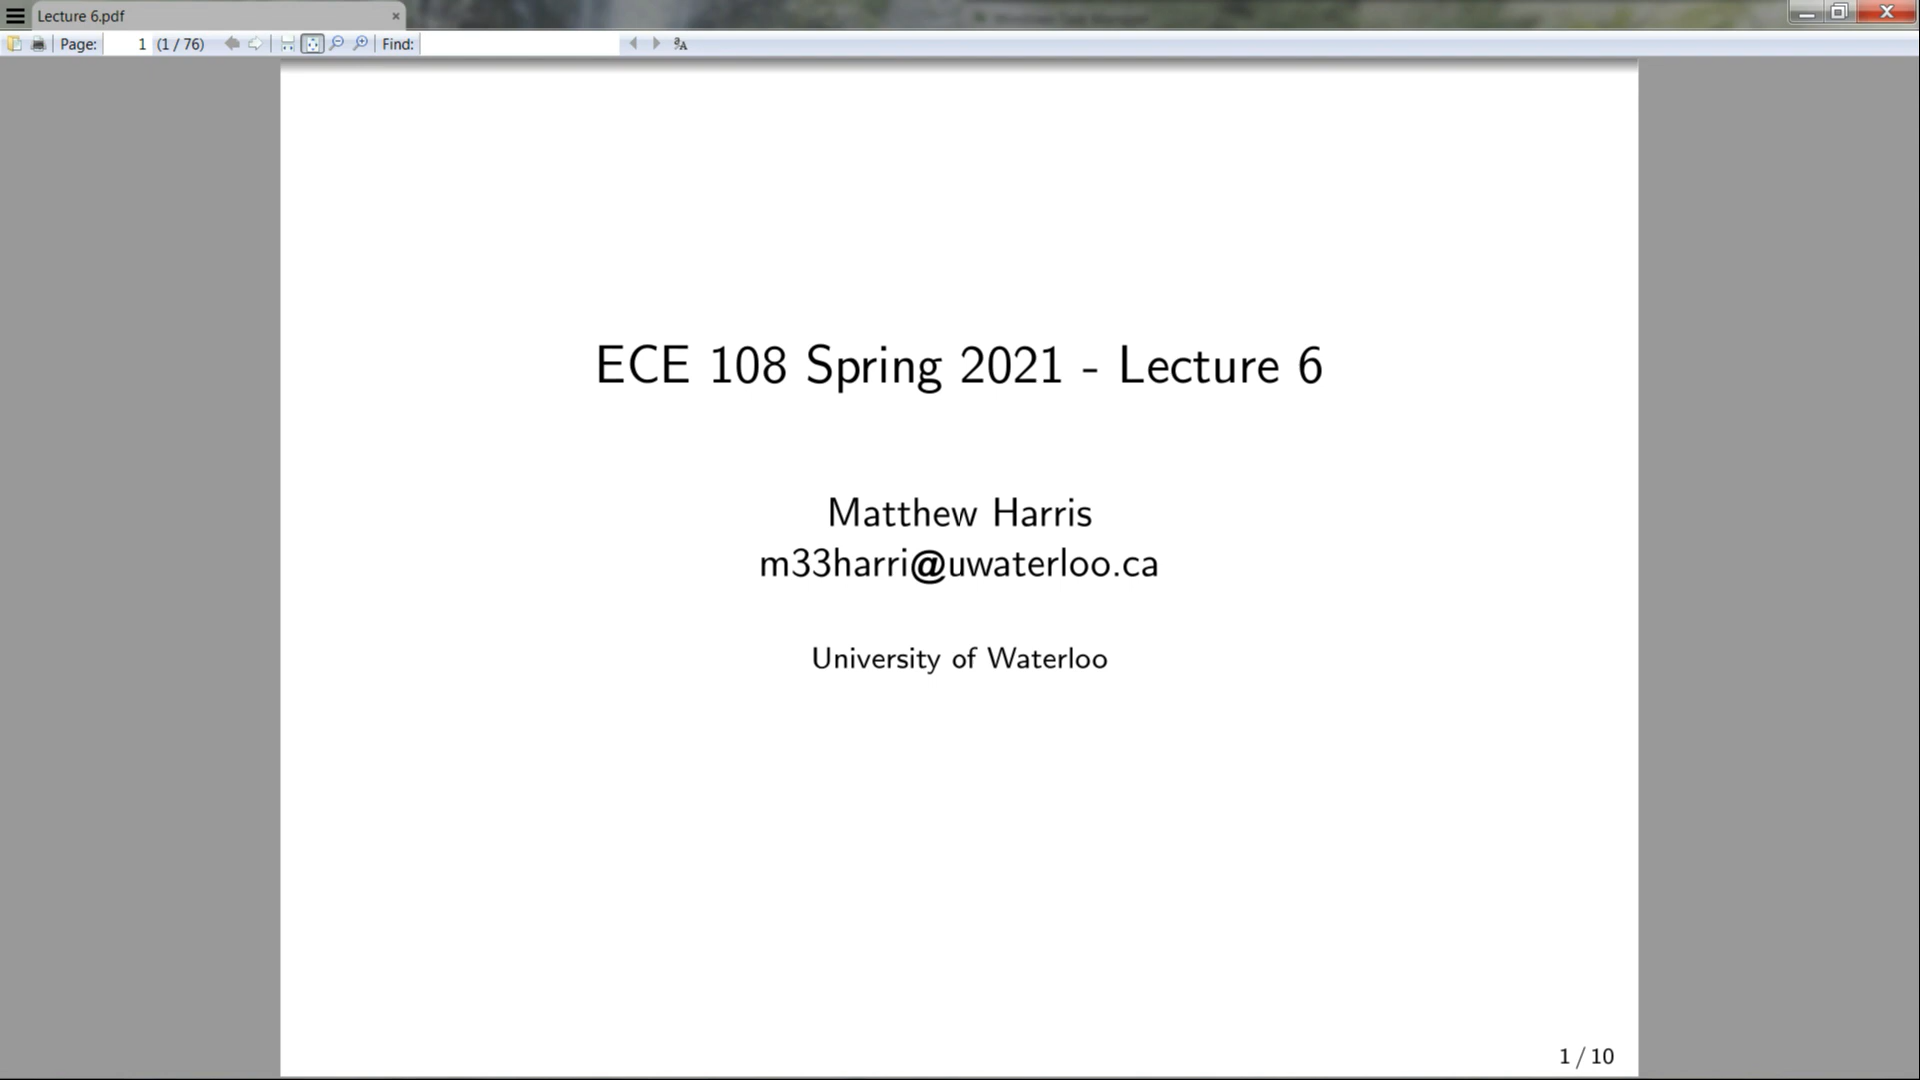 Lecture 6.pdf
Page: 1 (1 / 76) Find:
ECE 108 Spring 2021 - Lecture 6
Matthew Harris
m33harri@uwaterloo.ca
University of Waterloo
1 / 10